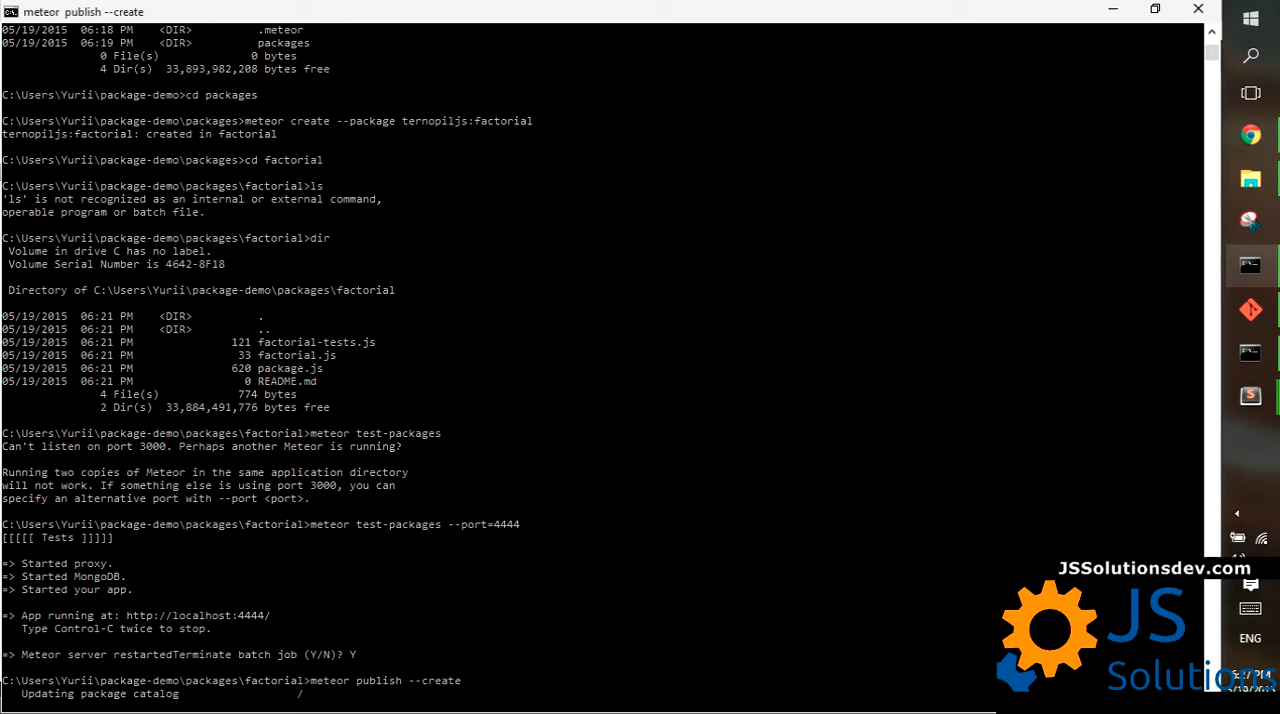 meteor publish --create
05/19/2015  06:18 PM    <DIR>          .meteor
05/19/2015  06:19 PM    <DIR>          packages
0 File(s)              0 bytes
4 Dir(s)  33,893,982,208 bytes free
C:\Users\Yurii\package-demo>cd packages
C:\Users\Yurii\package-demo\packages>meteor create --package ternopiljs:factorial
ternopiljs:factorial: created in factorial
C:\Users\Yurii\package-demo\packages>cd factorial
C:\Users\Yurii\package-demo\packages\factorial>ls
'ls' is not recognized as an internal or external command,
operable program or batch file.
C:\Users\Yurii\package-demo\packages\factorial>dir
Volume in drive C has no label.
Volume Serial Number is 4642-8F18
Directory of C:\Users\Yurii\package-demo\packages\factorial
05/19/2015  06:21 PM    <DIR>          .
05/19/2015  06:21 PM    <DIR>          ..
05/19/2015  06:21 PM               121 factorial-tests.js
05/19/2015  06:21 PM                33 factorial.js
05/19/2015  06:21 PM               620 package.js
05/19/2015  06:21 PM                 0 README.md
4 File(s)            774 bytes
2 Dir(s)  33,884,491,776 bytes free
C:\Users\Yurii\package-demo\packages\factorial>meteor test-packages
Can't listen on port 3000. Perhaps another Meteor is running?
Running two copies of Meteor in the same application directory
will not work. If something else is using port 3000, you can
specify an alternative port with --port <port>.
C:\Users\Yurii\package-demo\packages\factorial>meteor test-packages --port=4444
[[[[[ Tests ]]]]]
=> Started proxy.
=> Started MongoDB.
=> Started your app.
=> App running at: http://localhost:4444/
Type Control-C twice to stop.
=> Meteor server restartedTerminate batch job (Y/N)? Y
C:\Users\Yurii\package-demo\packages\factorial>meteor publish --create
Updating package catalog                   /
JSSolutionsdev.com
JS
Solutions
ENG